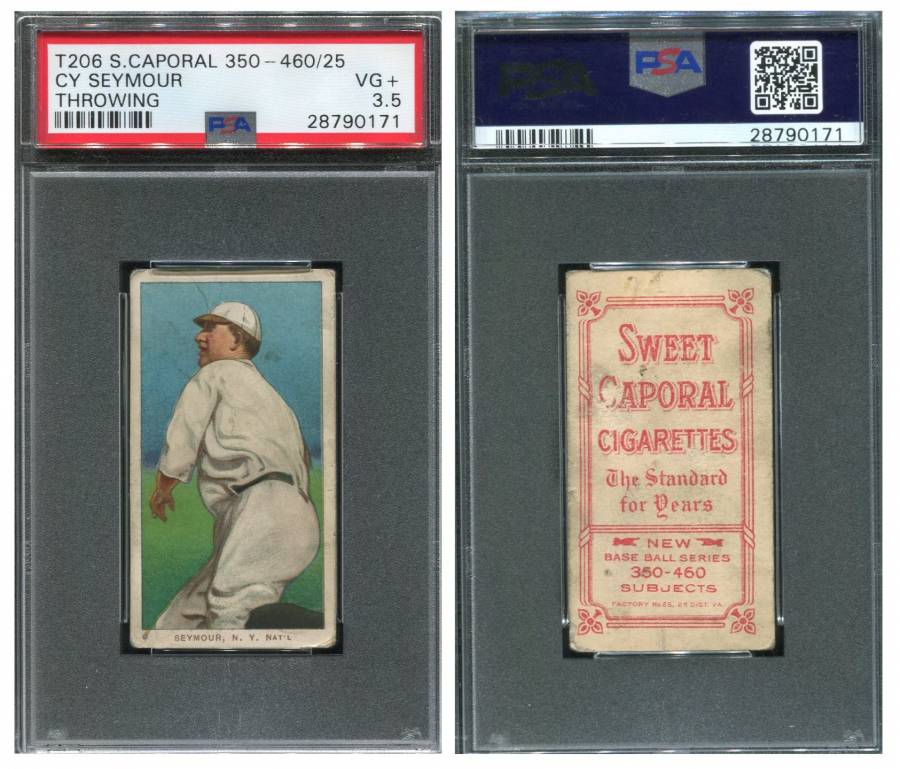 T206 S.CAPORAL 350-460/25
CY SEYMOUR VG+
THROWING 3.5
PSA 28790171
SEYMOUR, N. Y. NAT'L
PSA
PSA
28790171
SWEET
CAPORAL
CIGARETTES
The Standard
for Years
NEW
BASE BALL SERIES
350-460
SUBJECTS
FACTORY No 25, 2d DIST. VA.